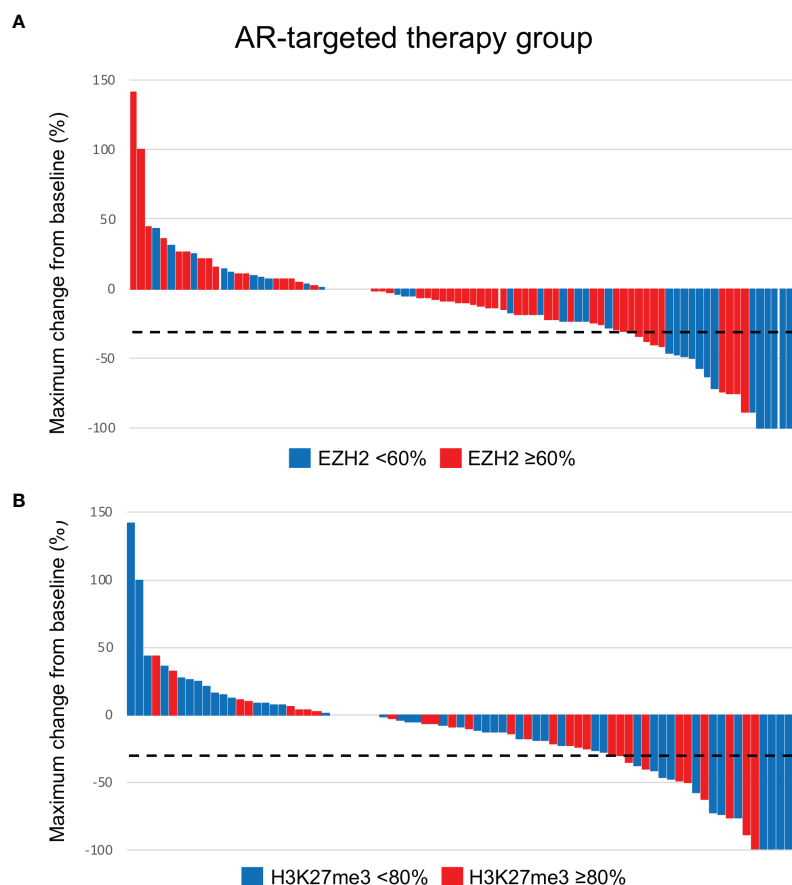 A
AR-targeted therapy group
Maximum change from baseline (%)
150
100
50
0
-50
-100
EZH2 <60% EZH2 ≥60%
B
Maximum change from baseline (%)
150
100
50
0
-50
-100
H3K27me3 <80% H3K27me3 ≥80%